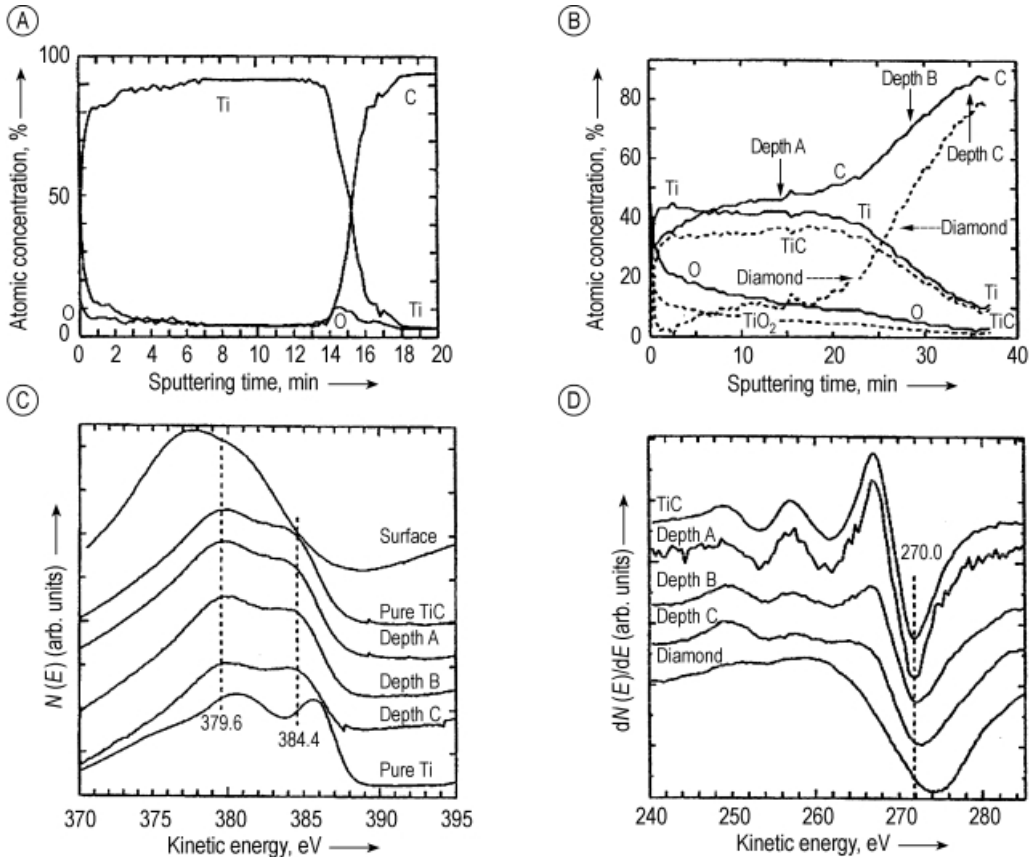 A
Atomic concentration, % →
100
50
0
O
Ti
C
O
Ti
0 2 4 6 8 10 12 14 16 18 20
Sputtering time, min →
B
Atomic concentration, % →
80
60
40
20
0
Depth B
C
Depth A
Depth C
C
Ti
Ti
Diamond
TiC
O
Diamond
Ti
O
TiO₂
TiC
0 10 20 30 40
Sputtering time, min →
C
N (E) (arb. units) →
Surface
Pure TiC
Depth A
Depth B
Depth C
379.6
384.4
Pure Ti
370 375 380 385 390 395
Kinetic energy, eV →
D
dN (E)/dE (arb. units) →
TiC
Depth A
270.0
Depth B
Depth C
Diamond
240 250 260 272 280
Kinetic energy, eV →